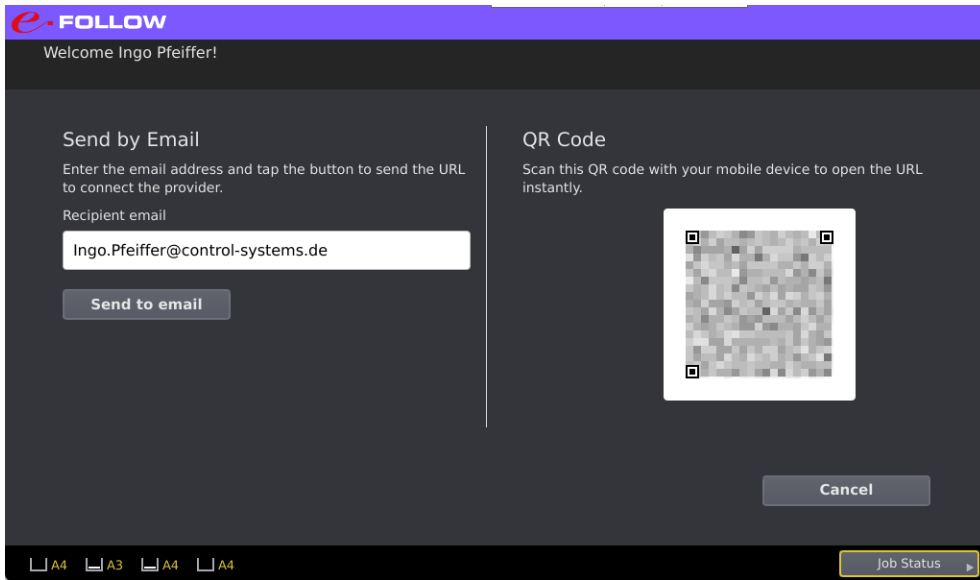 e-FOLLOW
Welcome Ingo Pfeiffer!
Send by Email
Enter the email address and tap the button to send the URL
to connect the provider.
Recipient email
Ingo.Pfeiffer@control-systems.de
Send to email
QR Code
Scan this QR code with your mobile device to open the URL
instantly.
Cancel
A4 A3 A4 A4
Job Status